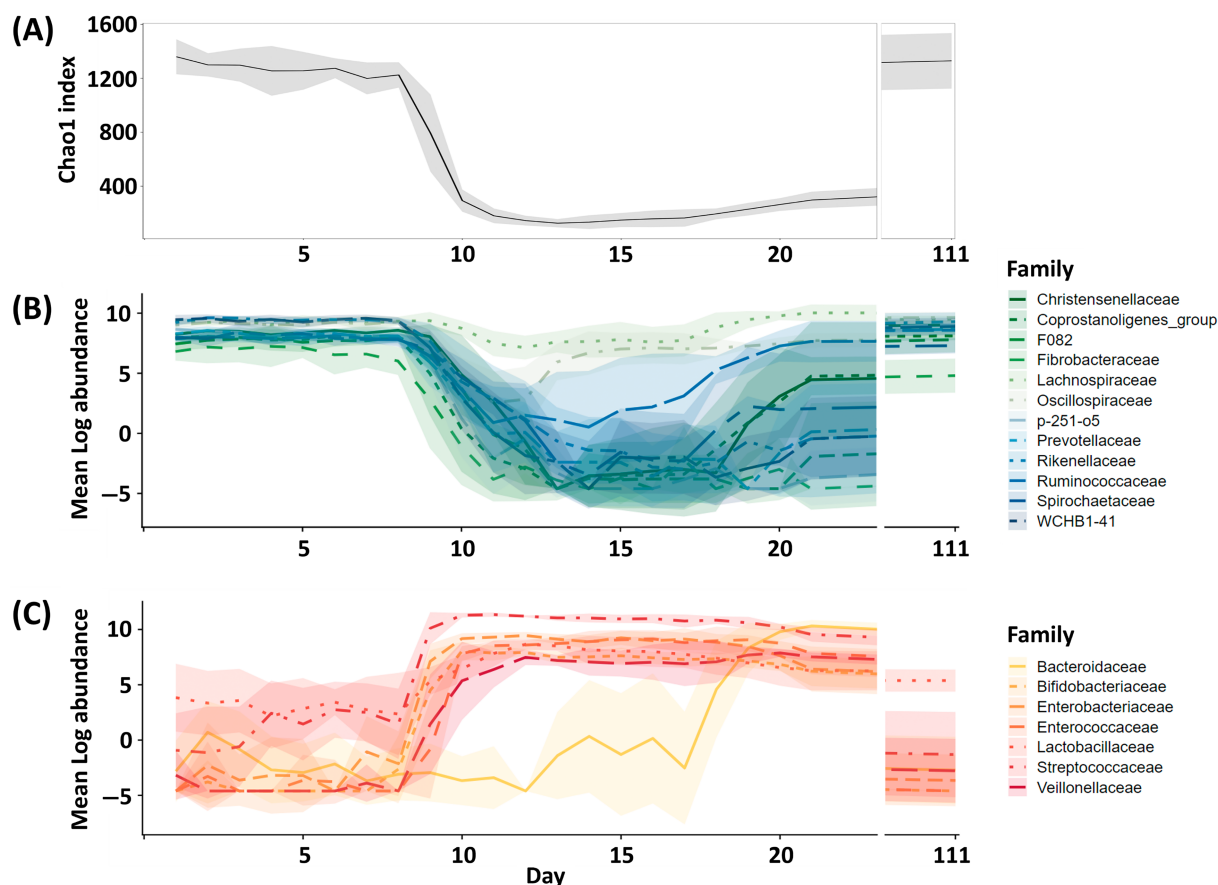 (A)
Chao1 index
1600
1200
800
400
5 10 15 20 111
(B)
Mean Log abundance
10
5
0
−5
5 10 15 20 111
Family
Christensenellaceae
Coprostanoligenes_group
F082
Fibrobacteraceae
Lachnospiraceae
Oscillospiraceae
p-251-o5
Prevotellaceae
Rikenellaceae
Ruminococcaceae
Spirochaetaceae
WCHB1-41
(C)
Mean Log abundance
10
5
0
−5
5 10 15 20 111
Day
Family
Bacteroidaceae
Bifidobacteriaceae
Enterobacteriaceae
Enterococcaceae
Lactobacillaceae
Streptococcaceae
Veillonellaceae